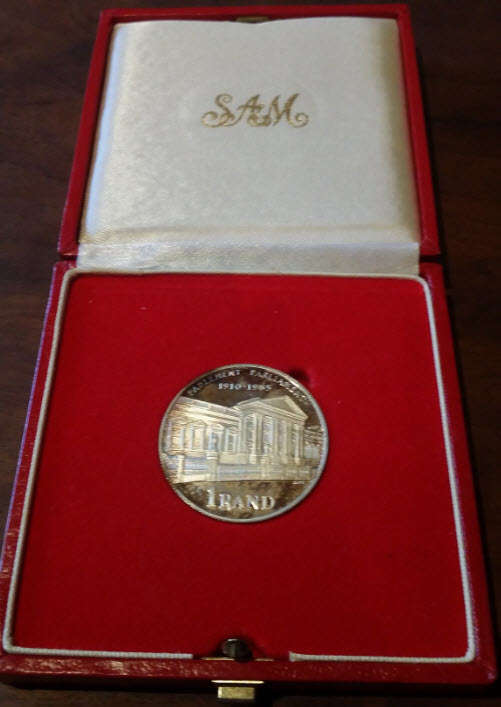 SAM
PARLEMENT PARLIAMENT
1910-1985
1 RAND